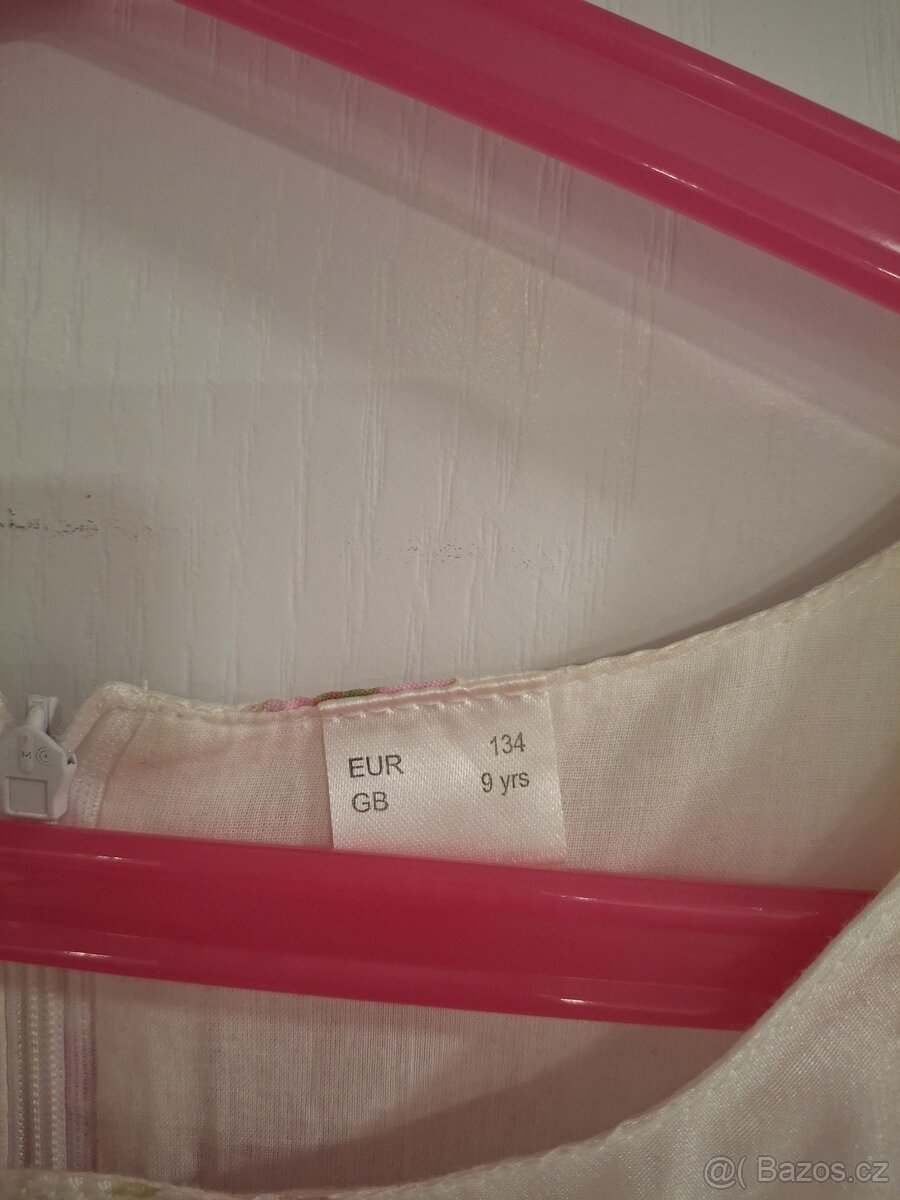 EUR 134
GB 9 yrs
M
@( Bazos.cz